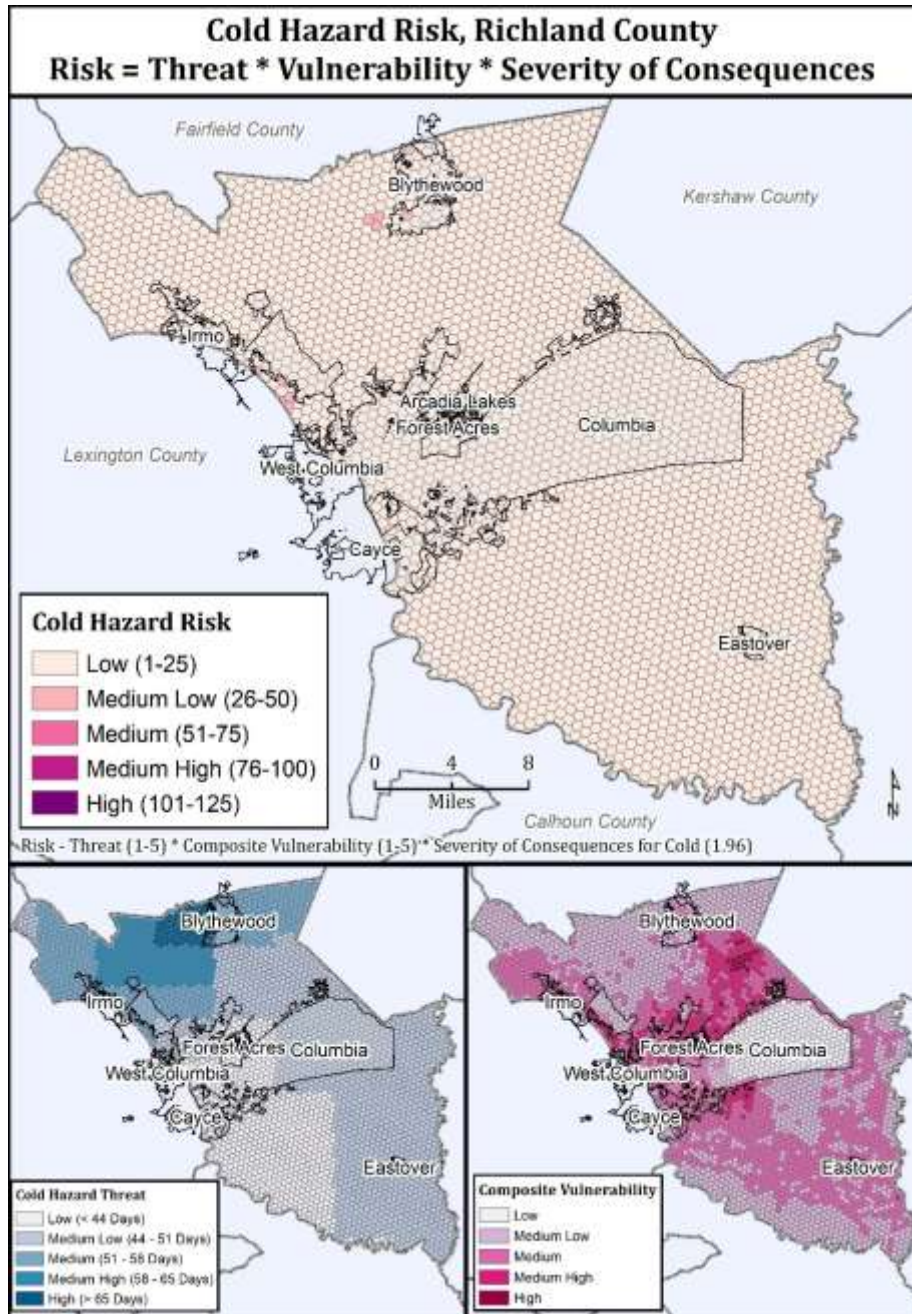 Cold Hazard Risk, Richland County
Risk = Threat * Vulnerability * Severity of Consequences
Fairfield County
Blythewood
Kershaw County
Irmo
Arcadia Lakes
Forest Acres
Columbia
Lexington County
West Columbia
Cayce
Eastover
Cold Hazard Risk
Low (1-25)
Medium Low (26-50)
Medium (51-75)
Medium High (76-100)
High (101-125)
0 4 8
Miles
N
Calhoun County
Risk - Threat (1-5) * Composite Vulnerability (1-5) * Severity of Consequences for Cold (1.96)
Blythewood
Irmo
Forest Acres
Columbia
West Columbia
Cayce
Eastover
Cold Hazard Threat
Low (< 44 Days)
Medium Low (44 - 51 Days)
Medium (51 - 58 Days)
Medium High (58 - 65 Days)
High (> 65 Days)
Blythewood
Irmo
Forest Acres
Columbia
West Columbia
Cayce
Eastover
Composite Vulnerability
Low
Medium Low
Medium
Medium High
High